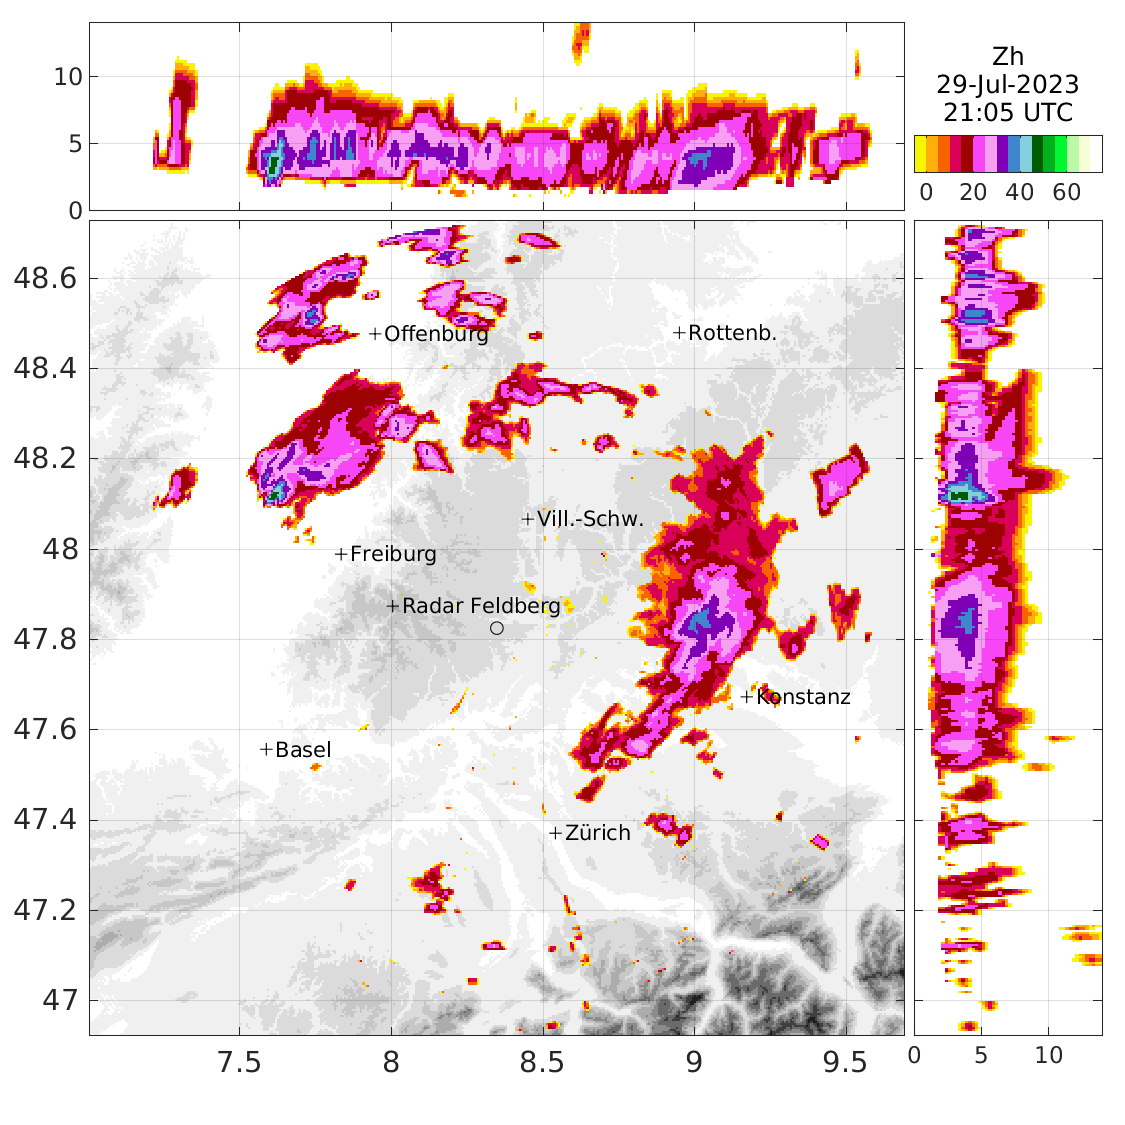 10
5
0
Zh
29-Jul-2023
21:05 UTC
0 20 40 60
48.6
48.4
48.2
48
47.8
47.6
47.4
47.2
47
+Offenburg
+Rottenb.
+Vill.-Schw.
+Freiburg
+Radar Feldberg
+Konstanz
+Basel
+Zürich
7.5 8 8.5 9 9.5
0 5 10